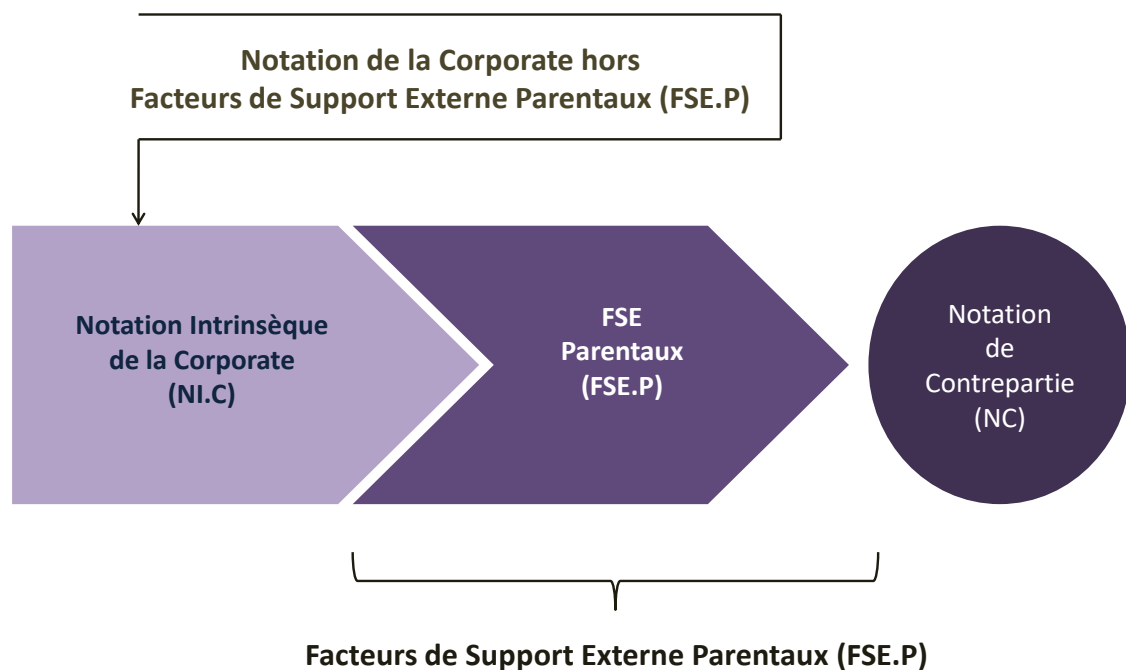 Notation de la Corporate hors
Facteurs de Support Externe Parentaux (FSE.P)
Notation Intrinsèque
de la Corporate
(NI.C)
FSE
Parentaux
(FSE.P)
Notation
de
Contrepartie
(NC)
Facteurs de Support Externe Parentaux (FSE.P)